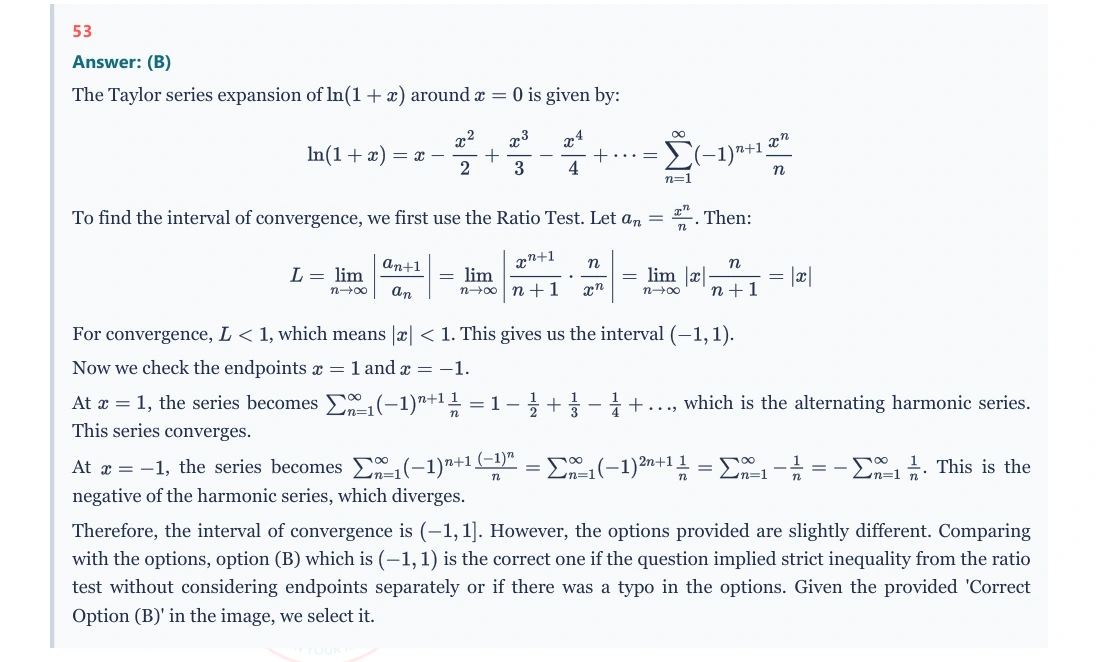 53
Answer: (B)
The Taylor series expansion of ln(1 + x) around x = 0 is given by:
ln(1 + x) = x − x²/2 + x³/3 − x⁴/4 + ⋯ = ∑_{n=1}^{∞} (−1)^{n+1} x^n/n
To find the interval of convergence, we first use the Ratio Test. Let a_n = x^n/n. Then:
L = lim_{n→∞} |a_{n+1}/a_n| = lim_{n→∞} |x^{n+1}/(n + 1) · n/x^n| = lim_{n→∞} |x| n/(n + 1) = |x|
For convergence, L < 1, which means |x| < 1. This gives us the interval (−1, 1).
Now we check the endpoints x = 1 and x = −1.
At x = 1, the series becomes ∑_{n=1}^{∞} (−1)^{n+1} 1/n = 1 − 1/2 + 1/3 − 1/4 + …, which is the alternating harmonic series.
This series converges.
At x = −1, the series becomes ∑_{n=1}^{∞} (−1)^{n+1} (−1)^n/n = ∑_{n=1}^{∞} (−1)^{2n+1} 1/n = ∑_{n=1}^{∞} −1/n = − ∑_{n=1}^{∞} 1/n. This is the
negative of the harmonic series, which diverges.
Therefore, the interval of convergence is (−1, 1]. However, the options provided are slightly different. Comparing
with the options, option (B) which is (−1, 1) is the correct one if the question implied strict inequality from the ratio
test without considering endpoints separately or if there was a typo in the options. Given the provided 'Correct
Option (B)' in the image, we select it.